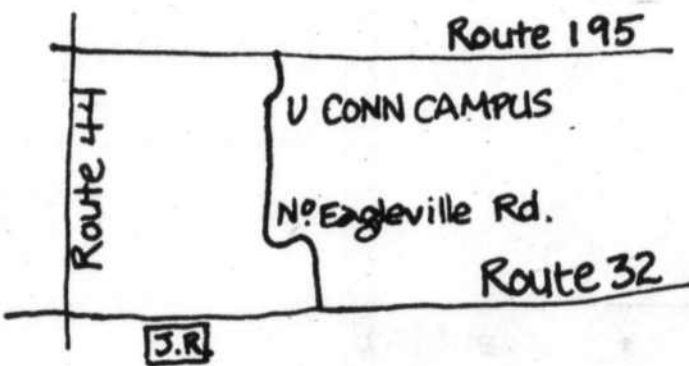 Route 195
Route 44
U CONN CAMPUS
Nº Eagleville Rd.
Route 32
J.R.